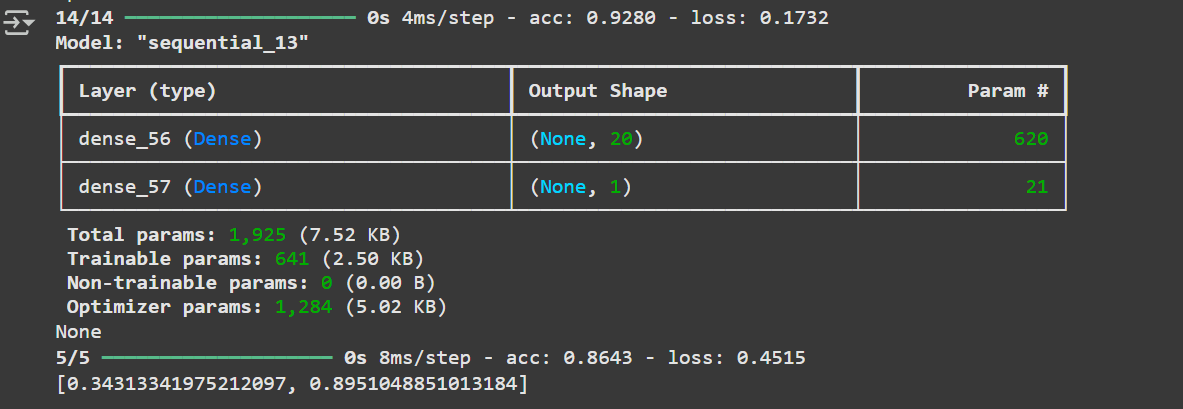 14/14 ━━━━━━━━━━━━━━━━━━━━ 0s 4ms/step - acc: 0.9280 - loss: 0.1732
Model: "sequential_13"
Layer (type) Output Shape Param #
dense_56 (Dense) (None, 20) 620
dense_57 (Dense) (None, 1) 21
Total params: 1,925 (7.52 KB)
Trainable params: 641 (2.50 KB)
Non-trainable params: 0 (0.00 B)
Optimizer params: 1,284 (5.02 KB)
None
5/5 ━━━━━━━━━━━━━━━━━━━━ 0s 8ms/step - acc: 0.8643 - loss: 0.4515
[0.34313341975212097, 0.8951048851013184]